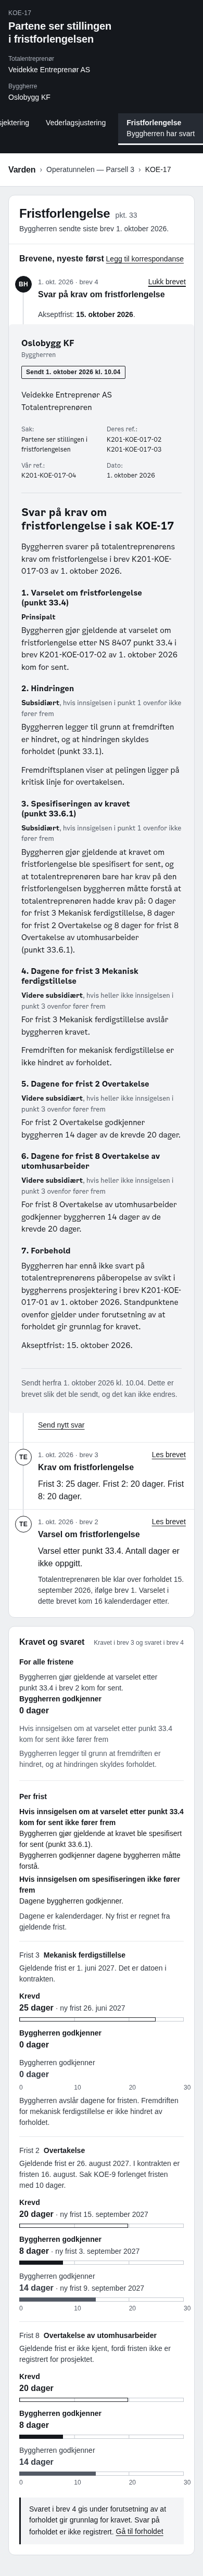 KOE-17
Partene ser stillingen
i fristforlengelsen
Totalentreprenør
Veidekke Entreprenør AS
Byggherre
Oslobygg KF
sjektering
Vederlagsjustering
Fristforlengelse
Byggherren har svart
Varden › Operatunnelen — Parsell 3 › KOE-17
Fristforlengelse pkt. 33
Byggherren sendte siste brev 1. oktober 2026.
Brevene, nyeste først Legg til korrespondanse
BH
1. okt. 2026 · brev 4 Lukk brevet
Svar på krav om fristforlengelse
Akseptfrist: 15. oktober 2026.
Oslobygg KF
Byggherren
Sendt 1. oktober 2026 kl. 10.04
Veidekke Entreprenør AS
Totalentreprenøren
Sak: Deres ref.:
Partene ser stillingen i K201-KOE-017-02
fristforlengelsen K201-KOE-017-03
Vår ref.: Dato:
K201-KOE-017-04 1. oktober 2026
Svar på krav om
fristforlengelse i sak KOE-17
Byggherren svarer på totalentreprenørens
krav om fristforlengelse i brev K201-KOE-
017-03 av 1. oktober 2026.
1. Varselet om fristforlengelse
(punkt 33.4)
Prinsipalt
Byggherren gjør gjeldende at varselet om
fristforlengelse etter NS 8407 punkt 33.4 i
brev K201-KOE-017-02 av 1. oktober 2026
kom for sent.
2. Hindringen
Subsidiært, hvis innsigelsen i punkt 1 ovenfor ikke
fører frem
Byggherren legger til grunn at fremdriften
er hindret, og at hindringen skyldes
forholdet (punkt 33.1).
Fremdriftsplanen viser at pelingen ligger på
kritisk linje for overtakelsen.
3. Spesifiseringen av kravet
(punkt 33.6.1)
Subsidiært, hvis innsigelsen i punkt 1 ovenfor ikke
fører frem
Byggherren gjør gjeldende at kravet om
fristforlengelse ble spesifisert for sent, og
at totalentreprenøren bare har krav på den
fristforlengelsen byggherren måtte forstå at
totalentreprenøren hadde krav på: 0 dager
for frist 3 Mekanisk ferdigstillelse, 8 dager
for frist 2 Overtakelse og 8 dager for frist 8
Overtakelse av utomhusarbeider
(punkt 33.6.1).
4. Dagene for frist 3 Mekanisk
ferdigstillelse
Videre subsidiært, hvis heller ikke innsigelsen i
punkt 3 ovenfor fører frem
For frist 3 Mekanisk ferdigstillelse avslår
byggherren kravet.
Fremdriften for mekanisk ferdigstillelse er
ikke hindret av forholdet.
5. Dagene for frist 2 Overtakelse
Videre subsidiært, hvis heller ikke innsigelsen i
punkt 3 ovenfor fører frem
For frist 2 Overtakelse godkjenner
byggherren 14 dager av de krevde 20 dager.
6. Dagene for frist 8 Overtakelse av
utomhusarbeider
Videre subsidiært, hvis heller ikke innsigelsen i
punkt 3 ovenfor fører frem
For frist 8 Overtakelse av utomhusarbeider
godkjenner byggherren 14 dager av de
krevde 20 dager.
7. Forbehold
Byggherren har ennå ikke svart på
totalentreprenørens påberopelse av svikt i
byggherrens prosjektering i brev K201-KOE-
017-01 av 1. oktober 2026. Standpunktene
ovenfor gjelder under forutsetning av at
forholdet gir grunnlag for kravet.
Akseptfrist: 15. oktober 2026.
Sendt herfra 1. oktober 2026 kl. 10.04. Dette er
brevet slik det ble sendt, og det kan ikke endres.
Send nytt svar
TE
1. okt. 2026 · brev 3 Les brevet
Krav om fristforlengelse
Frist 3: 25 dager. Frist 2: 20 dager. Frist
8: 20 dager.
TE
1. okt. 2026 · brev 2 Les brevet
Varsel om fristforlengelse
Varsel etter punkt 33.4. Antall dager er
ikke oppgitt.
Totalentreprenøren ble klar over forholdet 15.
september 2026, ifølge brev 1. Varselet i
dette brevet kom 16 kalenderdager etter.
Kravet og svaret Kravet i brev 3 og svaret i brev 4
For alle fristene
Byggherren gjør gjeldende at varselet etter
punkt 33.4 i brev 2 kom for sent.
Byggherren godkjenner
0 dager
Hvis innsigelsen om at varselet etter punkt 33.4
kom for sent ikke fører frem
Byggherren legger til grunn at fremdriften er
hindret, og at hindringen skyldes forholdet.
Per frist
Hvis innsigelsen om at varselet etter punkt 33.4
kom for sent ikke fører frem
Byggherren gjør gjeldende at kravet ble spesifisert
for sent (punkt 33.6.1).
Byggherren godkjenner dagene byggherren måtte
forstå.
Hvis innsigelsen om spesifiseringen ikke fører
frem
Dagene byggherren godkjenner.
Dagene er kalenderdager. Ny frist er regnet fra
gjeldende frist.
Frist 3 Mekanisk ferdigstillelse
Gjeldende frist er 1. juni 2027. Det er datoen i
kontrakten.
Krevd
25 dager · ny frist 26. juni 2027
Byggherren godkjenner
0 dager
Byggherren godkjenner
0 dager
0 10 20 30
Byggherren avslår dagene for fristen. Fremdriften
for mekanisk ferdigstillelse er ikke hindret av
forholdet.
Frist 2 Overtakelse
Gjeldende frist er 26. august 2027. I kontrakten er
fristen 16. august. Sak KOE-9 forlenget fristen
med 10 dager.
Krevd
20 dager · ny frist 15. september 2027
Byggherren godkjenner
8 dager · ny frist 3. september 2027
Byggherren godkjenner
14 dager · ny frist 9. september 2027
0 10 20 30
Frist 8 Overtakelse av utomhusarbeider
Gjeldende frist er ikke kjent, fordi fristen ikke er
registrert for prosjektet.
Krevd
20 dager
Byggherren godkjenner
8 dager
Byggherren godkjenner
14 dager
0 10 20 30
Svaret i brev 4 gis under forutsetning av at
forholdet gir grunnlag for kravet. Svar på
forholdet er ikke registrert. Gå til forholdet